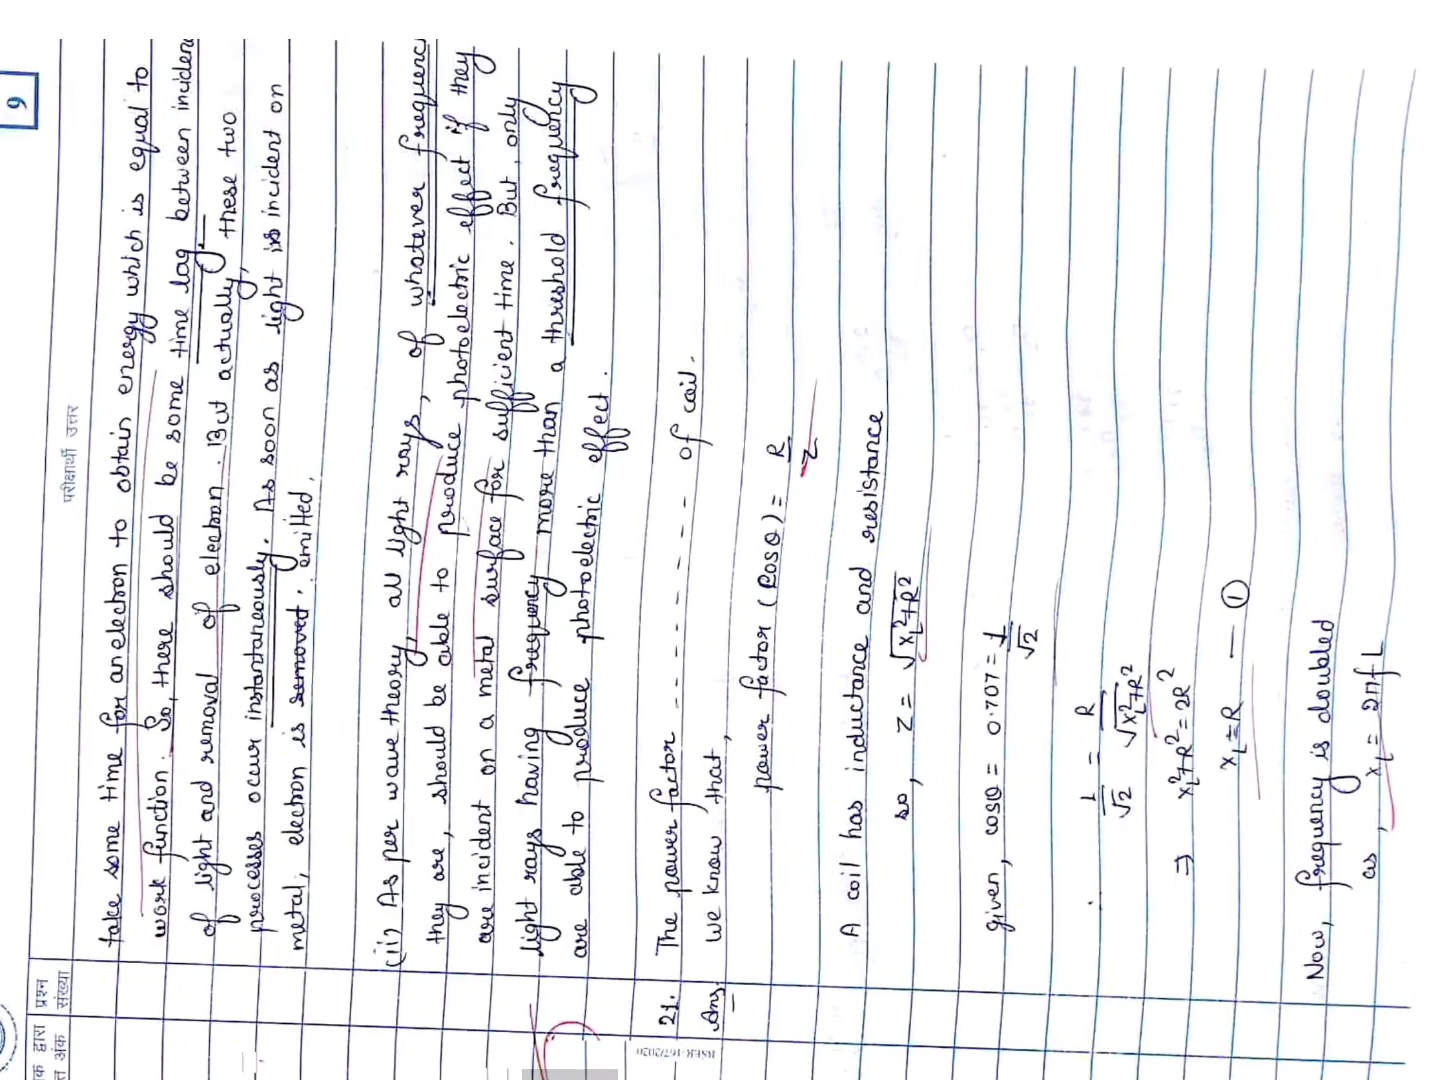 9
क द्वारा
त अंक
प्रश्न
संख्या
परीक्षार्थी उत्तर
take some time for an electron to obtain energy which is equal to
work function. So, there should be some time lag between inciden
of light and removal of electron. But actually, these two
processes occur instantaneously. As soon as light is incident on
metal, electron is removed. emitted.
(ii) As per wave theory, all light rays, of whatever frequenc
they are, should be able to produce photoelectric effect if they
are incident on a metal surface for sufficient time. But, only
light rays having frequency more than a threshold frequency
are able to produce photoelectric effect.
21. The power factor - - - - - - - - of coil.
Ans. we know that,
power factor (cosθ) = R/Z
A coil has inductance and resistance
so, Z = √(X_L²+R²)
given, cosθ = 0.707 = 1/√2
∴ 1/√2 = R/√(X_L²+R²)
⇒ X_L²+R² = 2R²
X_L = R — ①
Now, frequency is doubled
as, X_L = 2πfL
BSER-167/2020